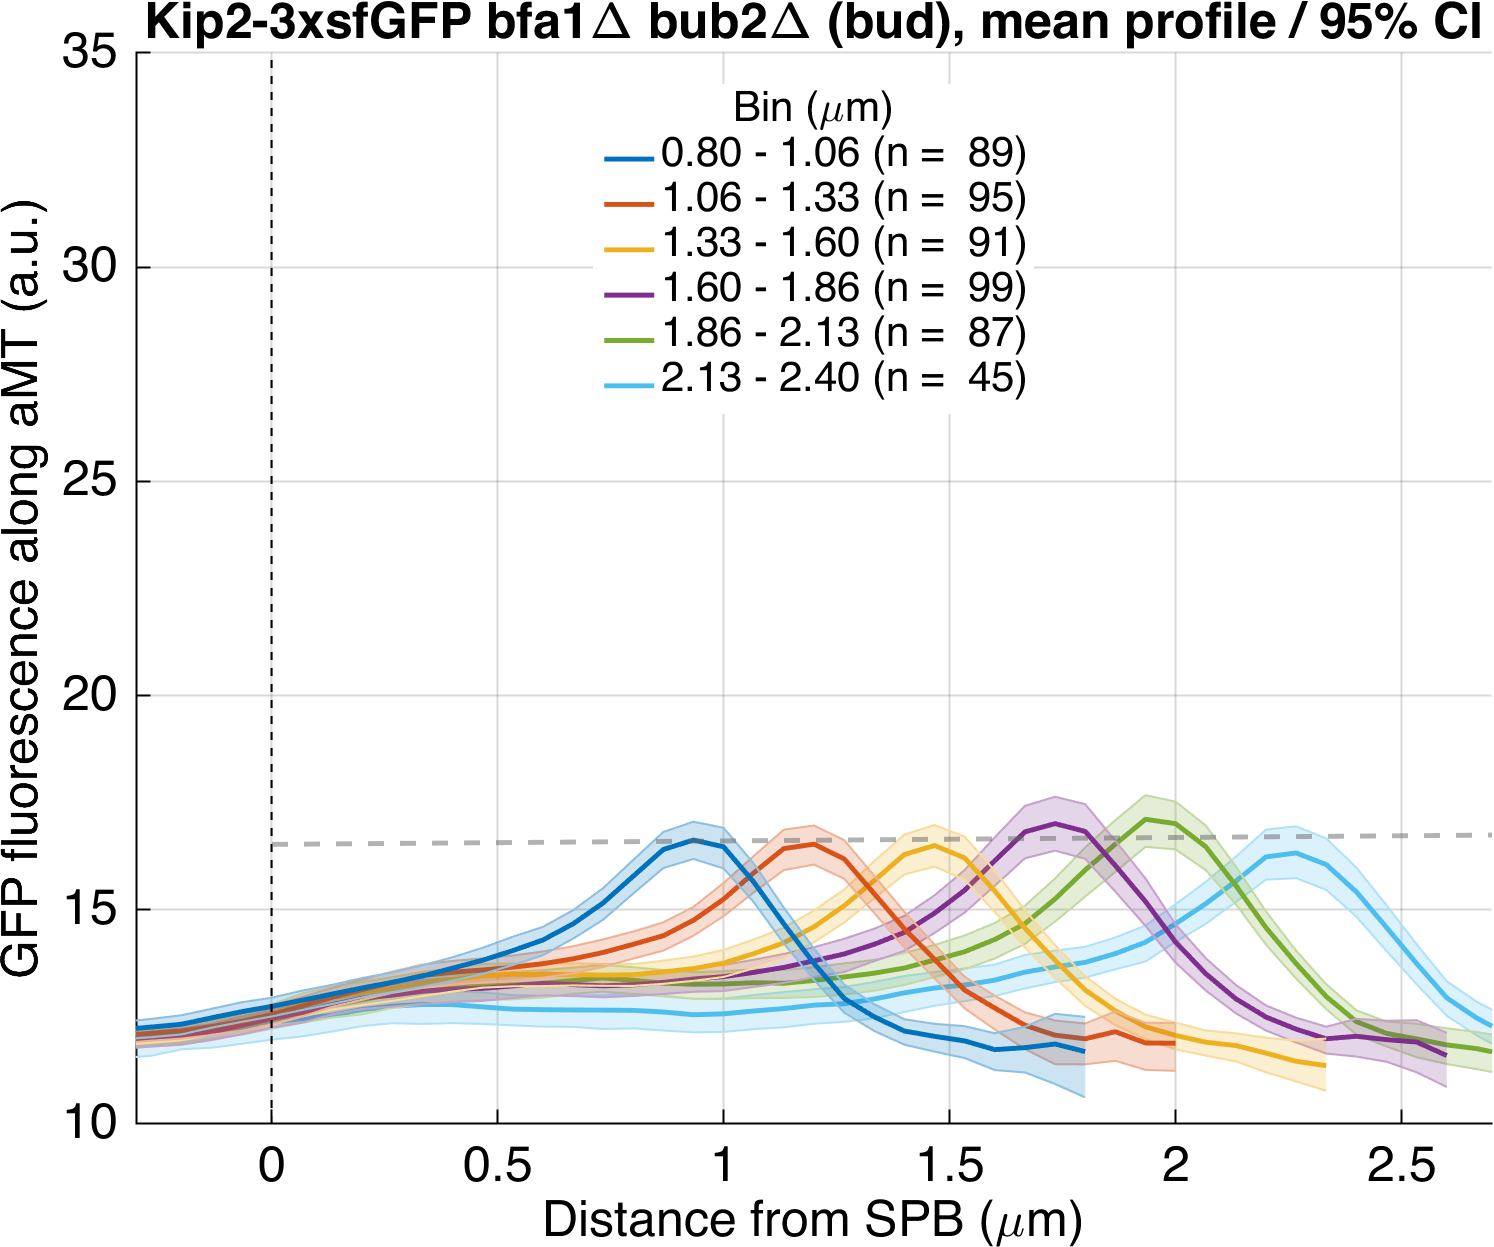 Kip2-3xsfGFP bfa1Δ bub2Δ (bud), mean profile / 95% CI
GFP fluorescence along aMT (a.u.)
35
30
25
20
15
10
Bin (μm)
0.80 - 1.06 (n = 89)
1.06 - 1.33 (n = 95)
1.33 - 1.60 (n = 91)
1.60 - 1.86 (n = 99)
1.86 - 2.13 (n = 87)
2.13 - 2.40 (n = 45)
0 0.5 1 1.5 2 2.5
Distance from SPB (μm)